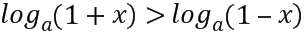 log_a(1 + x) > log_a(1 – x)